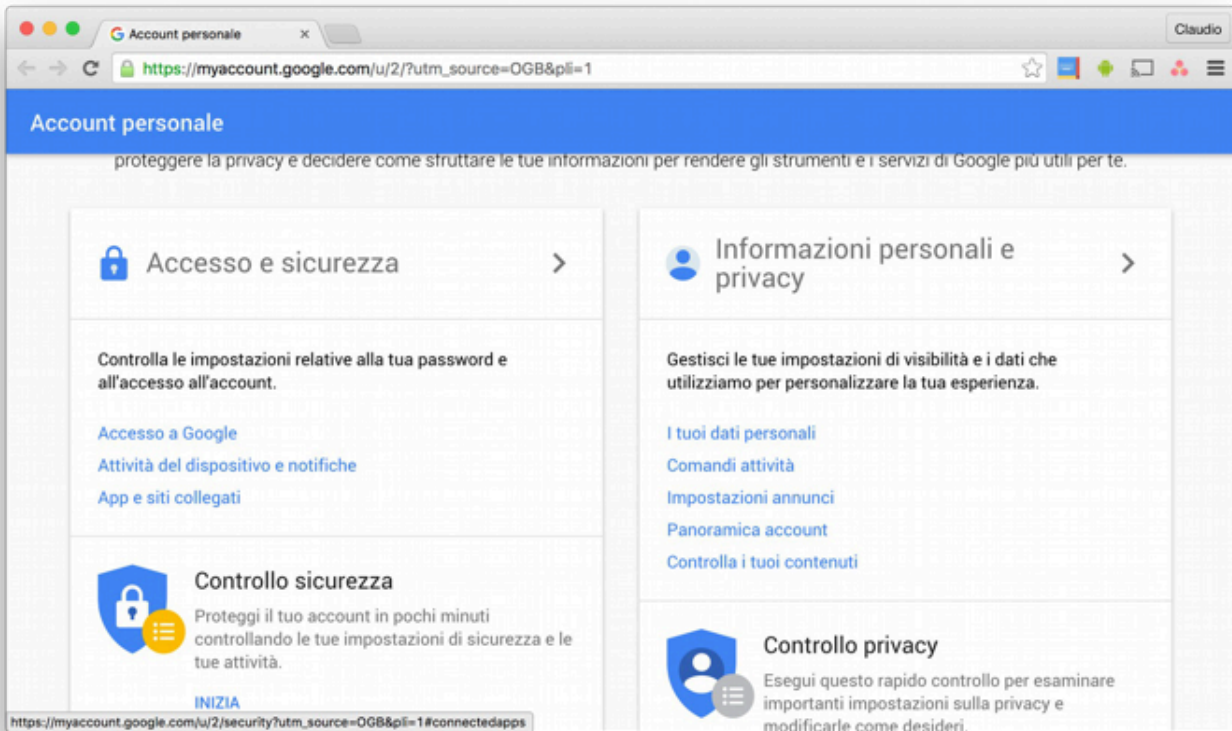 Account personale
Claudio
https://myaccount.google.com/u/2/?utm_source=OGB&pli=1
Account personale
proteggere la privacy e decidere come sfruttare le tue informazioni per rendere gli strumenti e i servizi di Google più utili per te.
Accesso e sicurezza
Controlla le impostazioni relative alla tua password e
all'accesso all'account.
Accesso a Google
Attività del dispositivo e notifiche
App e siti collegati
Controllo sicurezza
Proteggi il tuo account in pochi minuti
controllando le tue impostazioni di sicurezza e le
tue attività.
INIZIA
Informazioni personali e
privacy
Gestisci le tue impostazioni di visibilità e i dati che
utilizziamo per personalizzare la tua esperienza.
I tuoi dati personali
Comandi attività
Impostazioni annunci
Panoramica account
Controlla i tuoi contenuti
Controllo privacy
Esegui questo rapido controllo per esaminare
importanti impostazioni sulla privacy e
modificarle come desideri.
https://myaccount.google.com/u/2/security?utm_source=OGB&pli=1#connectedapps